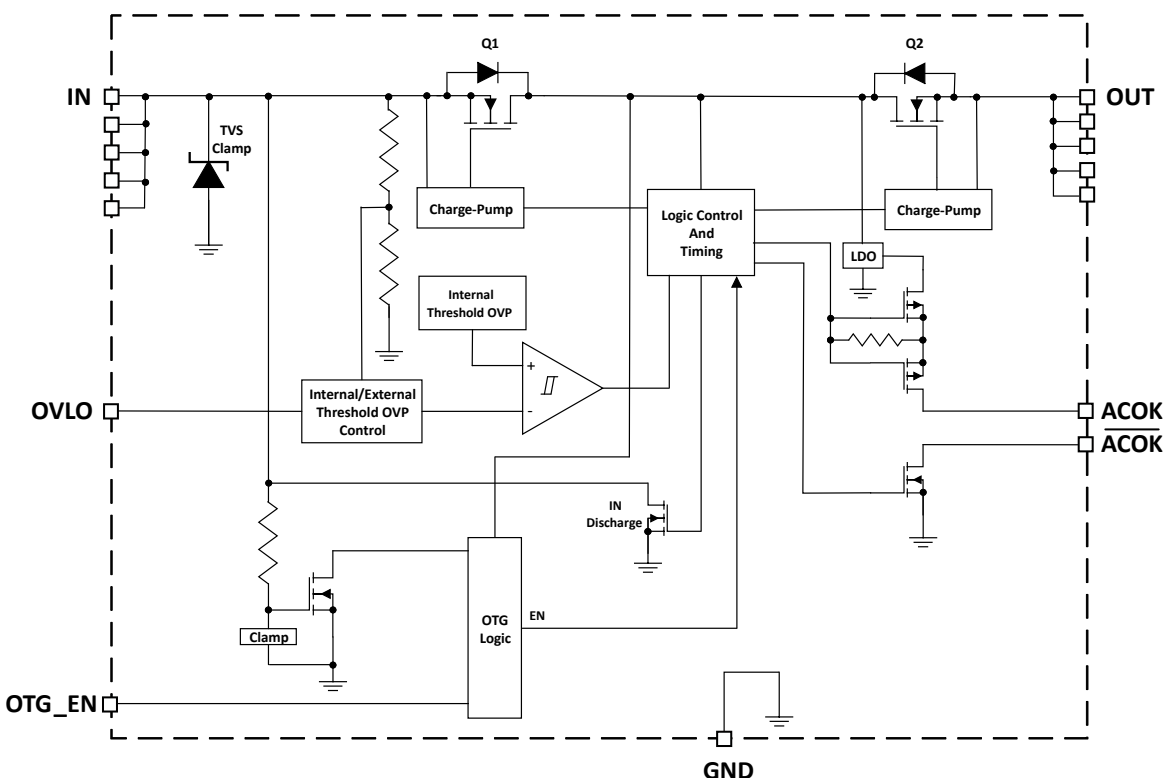 Q1
Q2
IN
OUT
TVS
Clamp
Charge-Pump
Logic Control
And
Timing
Charge-Pump
LDO
Internal
Threshold OVP
+
-
OVLO
Internal/External
Threshold OVP
Control
ACOK
ACOK
IN
Discharge
OTG
Logic
EN
Clamp
OTG_EN
GND